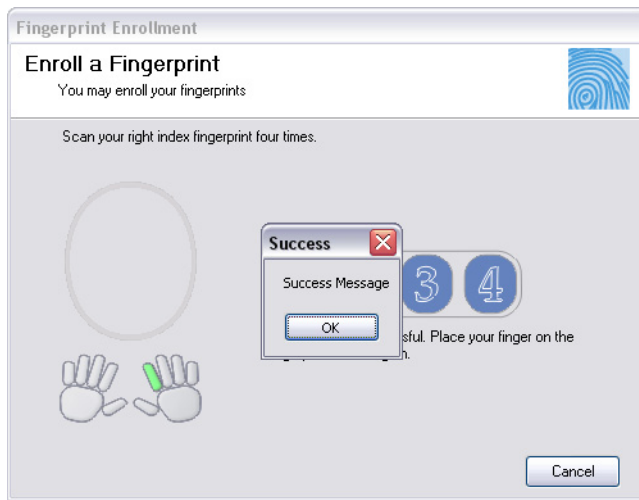 Fingerprint Enrollment
Enroll a Fingerprint
You may enroll your fingerprints
Scan your right index fingerprint four times.
Success
Success Message
3 4
OK
sful. Place your finger on the
Cancel